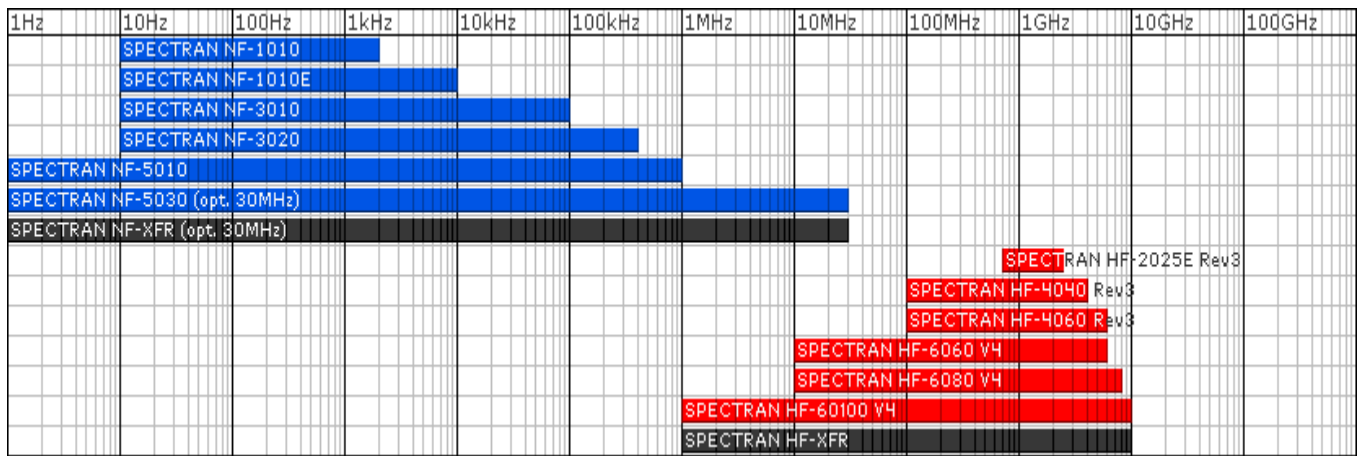 1Hz 10Hz 100Hz 1kHz 10kHz 100kHz 1MHz 10MHz 100MHz 1GHz 10GHz 100GHz
SPECTRAN NF-1010
SPECTRAN NF-1010E
SPECTRAN NF-3010
SPECTRAN NF-3020
SPECTRAN NF-5010
SPECTRAN NF-5030 (opt. 30MHz)
SPECTRAN NF-XFR (opt. 30MHz)
SPECTRAN HF-2025E Rev3
SPECTRAN HF-4040 Rev3
SPECTRAN HF-4060 Rev3
SPECTRAN HF-6060 V4
SPECTRAN HF-6080 V4
SPECTRAN HF-60100 V4
SPECTRAN HF-XFR